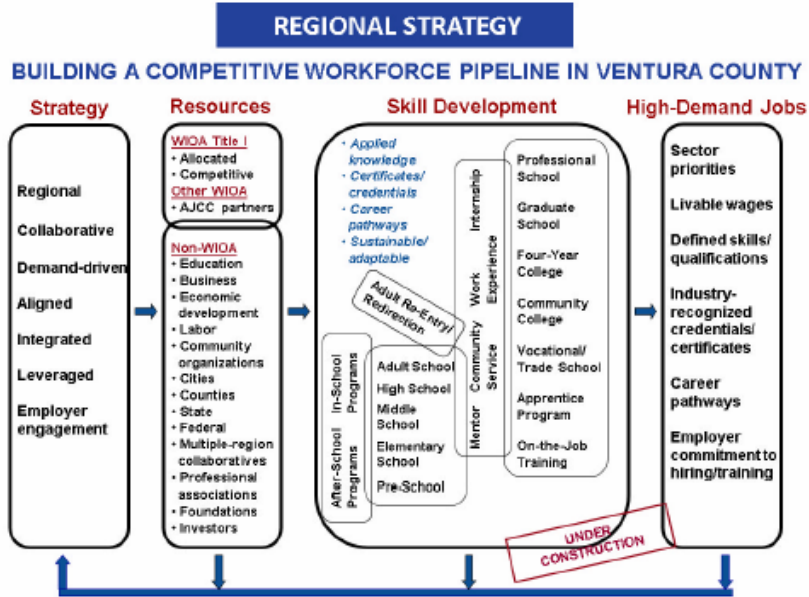 REGIONAL STRATEGY
BUILDING A COMPETITIVE WORKFORCE PIPELINE IN VENTURA COUNTY
Strategy
Regional
Collaborative
Demand-driven
Aligned
Integrated
Leveraged
Employer
engagement
Resources
WIOA Title I
• Allocated
• Competitive
Other WIOA
• AJCC partners
Non-WIOA
• Education
• Business
• Economic
development
• Labor
• Community
organizations
• Cities
• Counties
• State
• Federal
• Multiple-region
collaboratives
• Professional
associations
• Foundations
• Investors
Skill Development
• Applied
knowledge
• Certificates/
credentials
• Career
pathways
• Sustainable/
adaptable
Adult Re-Entry/
Redirection
In-School
Programs
After-School
Programs
Adult School
High School
Middle
School
Elementary
School
Pre-School
Internship
Work
Experience
Community
Service
Mentor
Professional
School
Graduate
School
Four-Year
College
Community
College
Vocational/
Trade School
Apprentice
Program
On-the-Job
Training
UNDER
CONSTRUCTION
High-Demand Jobs
Sector
priorities
Livable wages
Defined skills/
qualifications
Industry-
recognized
credentials/
certificates
Career
pathways
Employer
commitment to
hiring/training